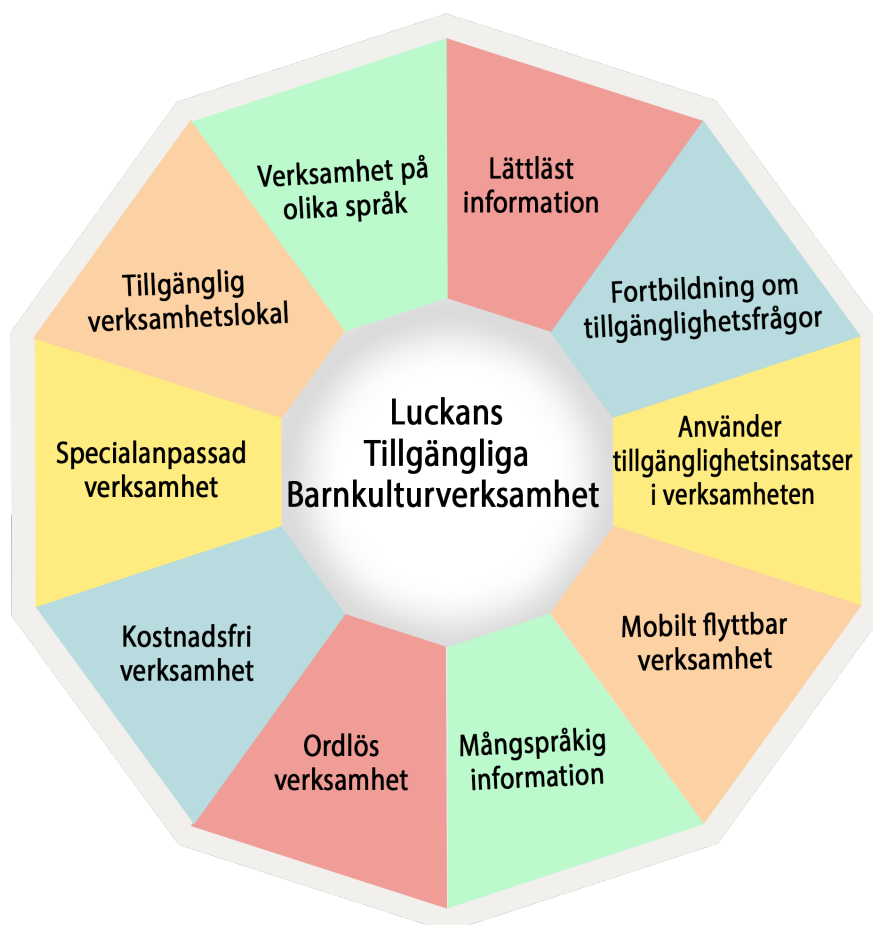 Luckans
Tillgängliga
Barnkulturverksamhet
Lättläst
information
Fortbildning om
tillgänglighetsfrågor
Använder
tillgänglighetsinsatser
i verksamheten
Mobilt flyttbar
verksamhet
Mångspråkig
information
Ordlös
verksamhet
Kostnadsfri
verksamhet
Specialanpassad
verksamhet
Tillgänglig
verksamhetslokal
Verksamhet på
olika språk